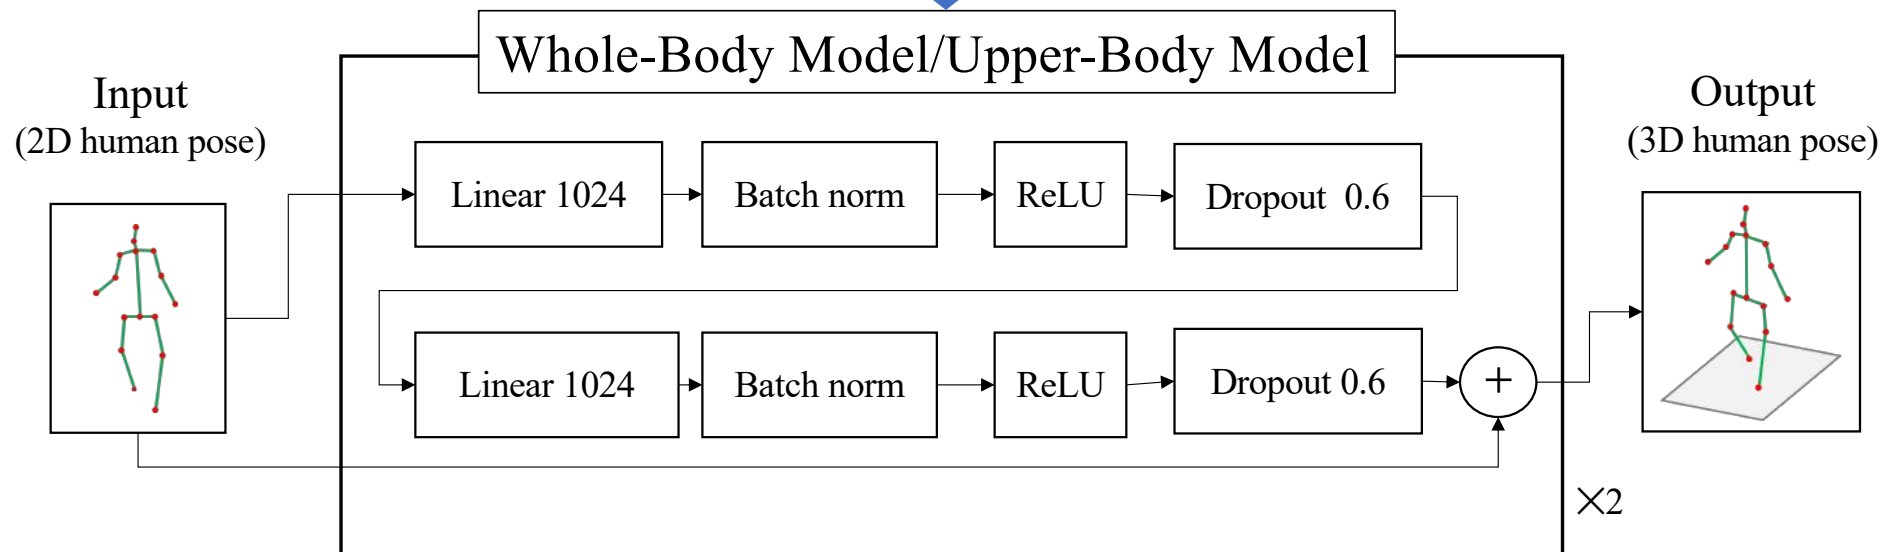 Whole-Body Model/Upper-Body Model
Input
(2D human pose)
Output
(3D human pose)
Linear 1024
Batch norm
ReLU
Dropout 0.6
Linear 1024
Batch norm
ReLU
Dropout 0.6
+
×2